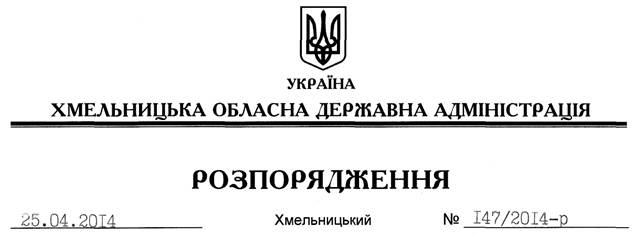 УКРАЇНА
ХМЕЛЬНИЦЬКА ОБЛАСНА ДЕРЖАВНА АДМІНІСТРАЦІЯ
РОЗПОРЯДЖЕННЯ
25.04.2014 Хмельницький № 147/2014-р